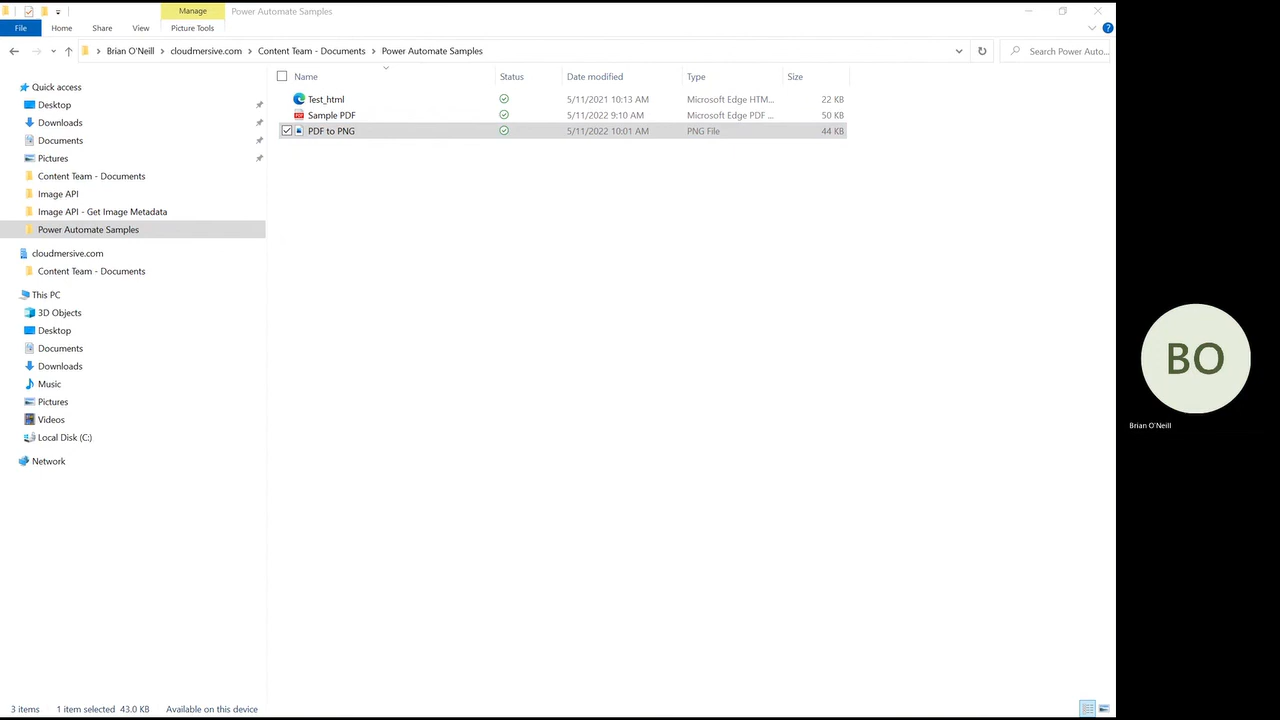 Manage
Power Automate Samples
File
Home
Share
View
Picture Tools
Brian O'Neill
cloudmersive.com
Content Team - Documents
Power Automate Samples
Search Power Auto...
Name
Status
Date modified
Type
Size
Test_html
5/11/2021 10:13 AM
Microsoft Edge HTM...
22 KB
Sample PDF
5/11/2022 9:10 AM
Microsoft Edge PDF ...
50 KB
PDF to PNG
5/11/2022 10:01 AM
PNG File
44 KB
Quick access
Desktop
Downloads
Documents
Pictures
Content Team - Documents
Image API
Image API - Get Image Metadata
Power Automate Samples
cloudmersive.com
Content Team - Documents
This PC
3D Objects
Desktop
Documents
Downloads
Music
Pictures
Videos
Local Disk (C:)
Network
3 items
1 item selected 43.0 KB
Available on this device
BO
Brian O'Neill